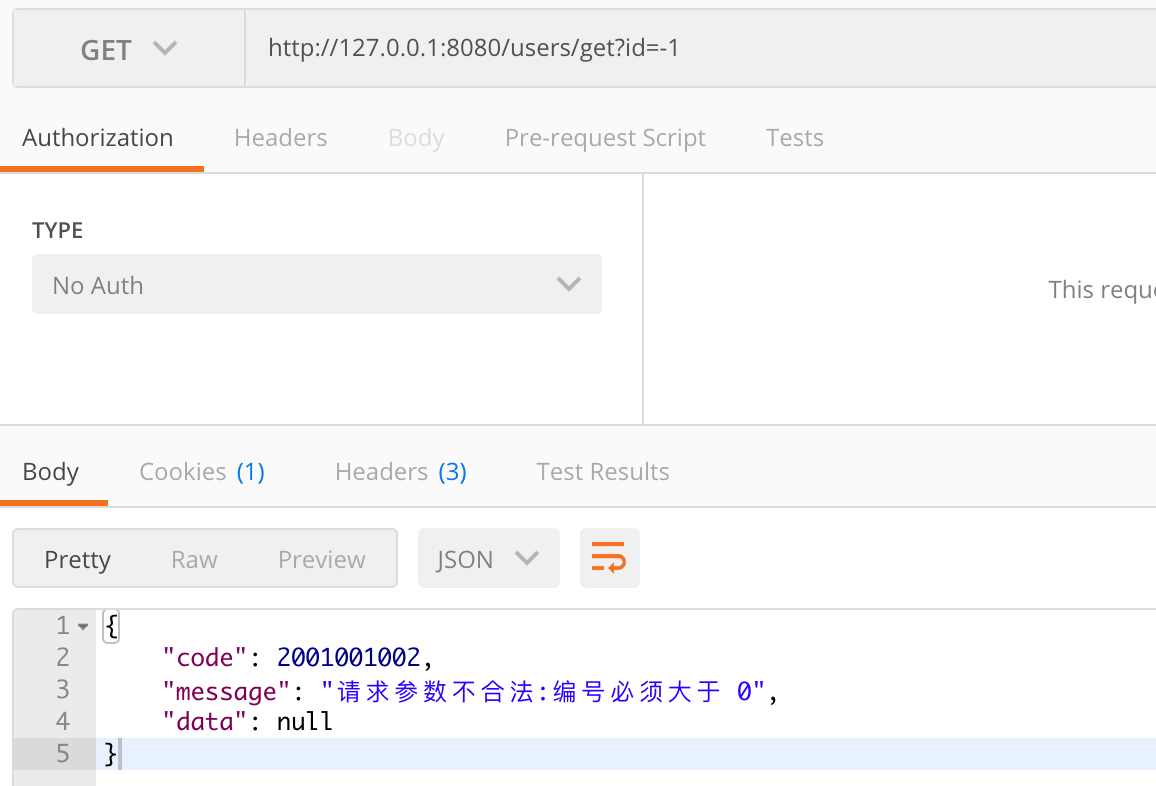 GET http://127.0.0.1:8080/users/get?id=-1
Authorization Headers Body Pre-request Script Tests
TYPE
No Auth
This requ
Body Cookies (1) Headers (3) Test Results
Pretty Raw Preview JSON
1 {
2 "code": 2001001002,
3 "message": "请求参数不合法:编号必须大于 0",
4 "data": null
5 }